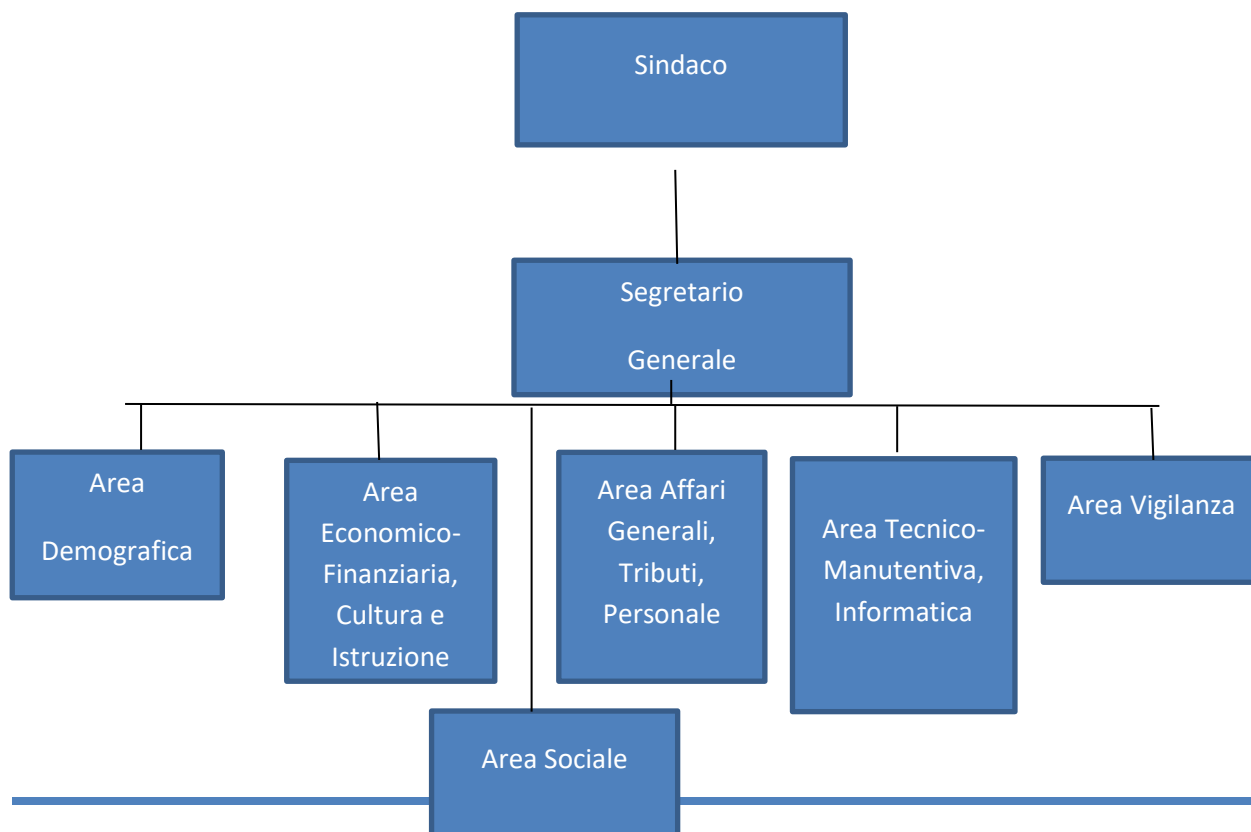 Sindaco
Segretario
Generale
Area
Demografica
Area
Economico-
Finanziaria,
Cultura e
Istruzione
Area Affari
Generali,
Tributi,
Personale
Area Tecnico-
Manutentiva,
Informatica
Area Vigilanza
Area Sociale